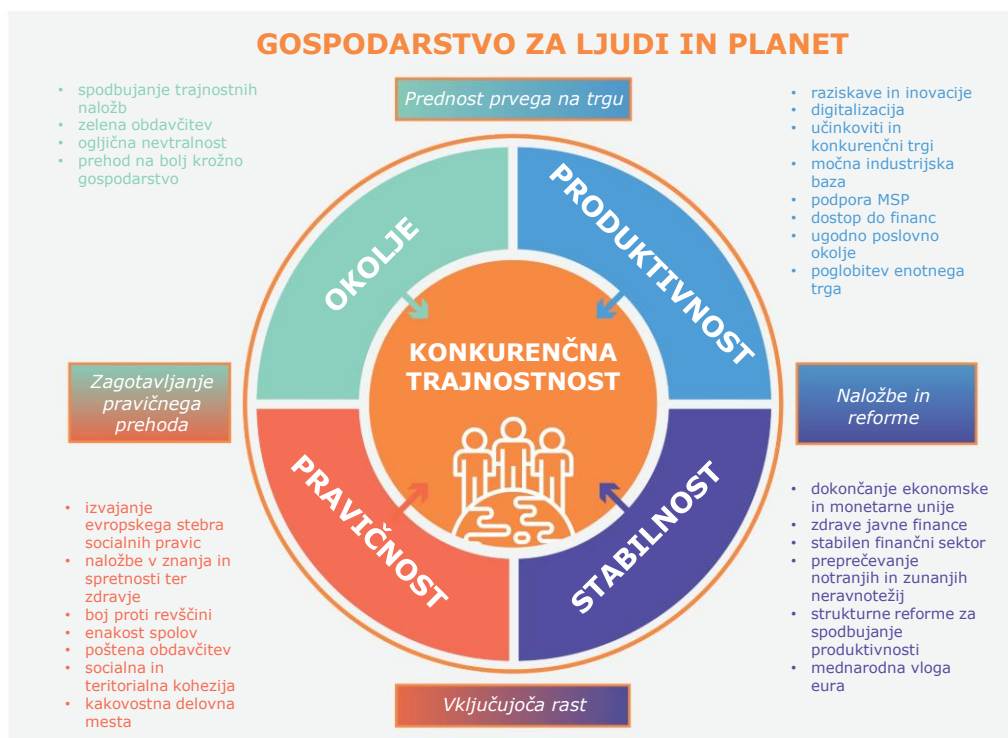 GOSPODARSTVO ZA LJUDI IN PLANET
• spodbujanje trajnostnih
naložb
• zelena obdavčitev
• ogljična nevtralnost
• prehod na bolj krožno
gospodarstvo
Prednost prvega na trgu
• raziskave in inovacije
• digitalizacija
• učinkoviti in
konkurenčni trgi
• močna industrijska
baza
• podpora MSP
• dostop do financ
• ugodno poslovno
okolje
• poglobitev enotnega
trga
OKOLJE
PRODUKTIVNOST
KONKURENČNA
TRAJNOSTNOST
Zagotavljanje
pravičnega
prehoda
Naložbe in
reforme
PRAVIČNOST
STABILNOST
• izvajanje
evropskega stebra
socialnih pravic
• naložbe v znanja in
spretnosti ter
zdravje
• boj proti revščini
• enakost spolov
• poštena obdavčitev
• socialna in
teritorialna kohezija
• kakovostna delovna
mesta
• dokončanje ekonomske
in monetarne unije
• zdrave javne finance
• stabilen finančni sektor
• preprečevanje
notranjih in zunanjih
neravnotežij
• strukturne reforme za
spodbujanje
produktivnosti
• mednarodna vloga
eura
Vključujoča rast